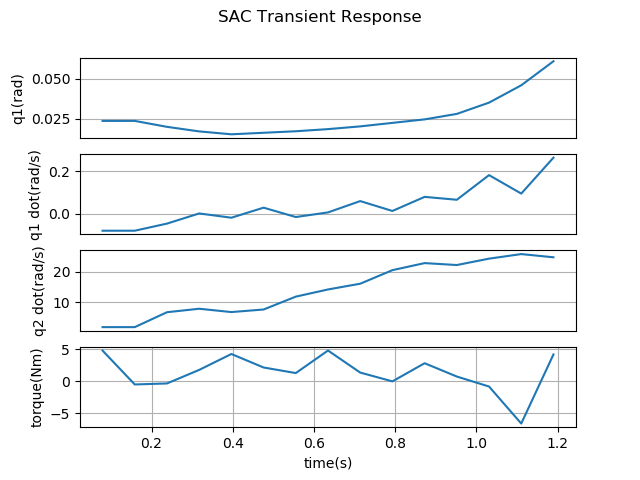 SAC Transient Response
q1(rad)
0.050
0.025
q1 dot(rad/s)
0.2
0.0
q2 dot(rad/s)
20
10
torque(Nm)
5
0
−5
0.2 0.4 0.6 0.8 1.0 1.2
time(s)